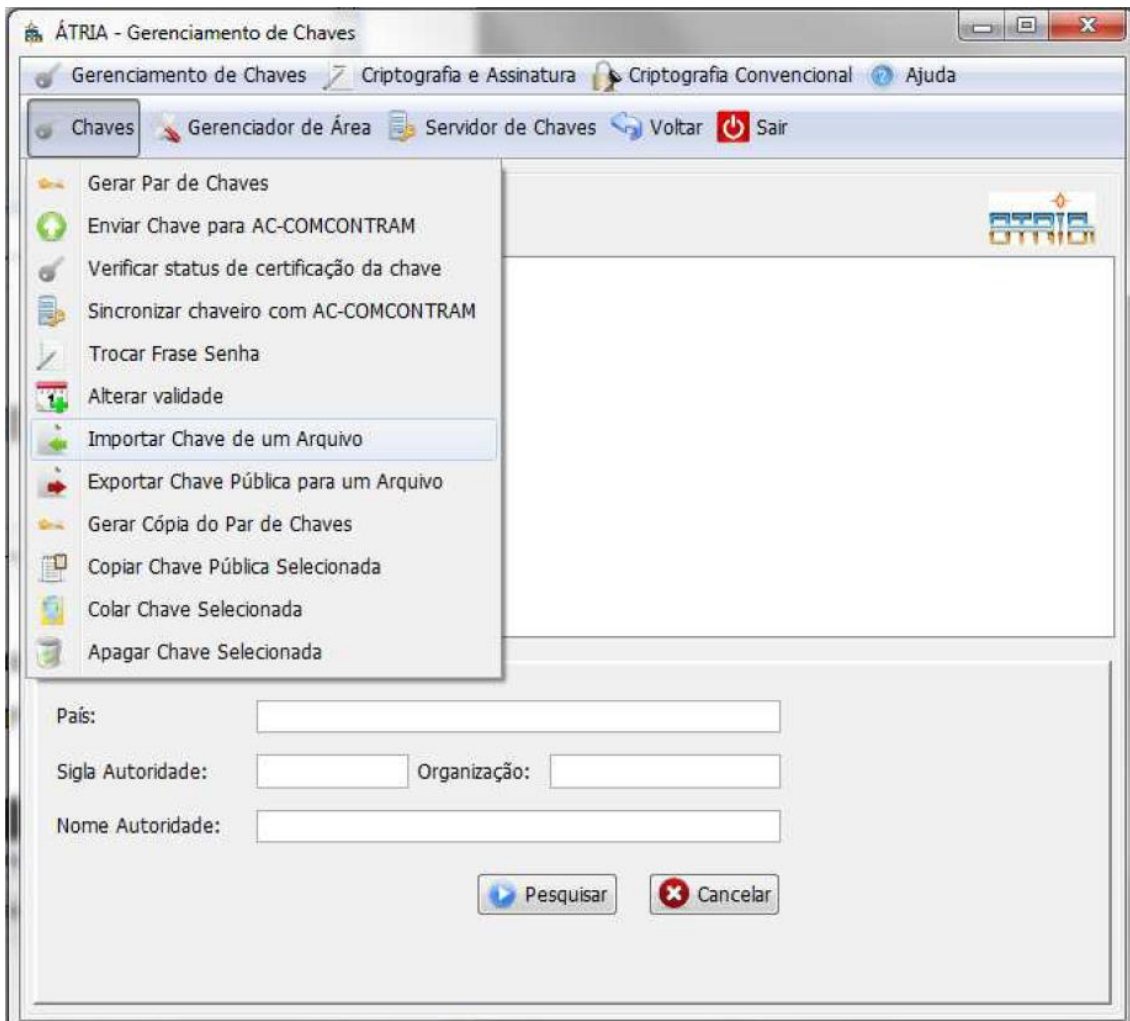 ÁTRIA - Gerenciamento de Chaves
Gerenciamento de Chaves Criptografia e Assinatura Criptografia Convencional Ajuda
Chaves Gerenciador de Área Servidor de Chaves Voltar Sair
Gerar Par de Chaves
Enviar Chave para AC-COMCONTRAM
ATRIA
Verificar status de certificação da chave
Sincronizar chaveiro com AC-COMCONTRAM
Trocar Frase Senha
Alterar validade
Importar Chave de um Arquivo
Exportar Chave Pública para um Arquivo
Gerar Cópia do Par de Chaves
Copiar Chave Pública Selecionada
Colar Chave Selecionada
Apagar Chave Selecionada
País:
Sigla Autoridade: Organização:
Nome Autoridade:
Pesquisar Cancelar